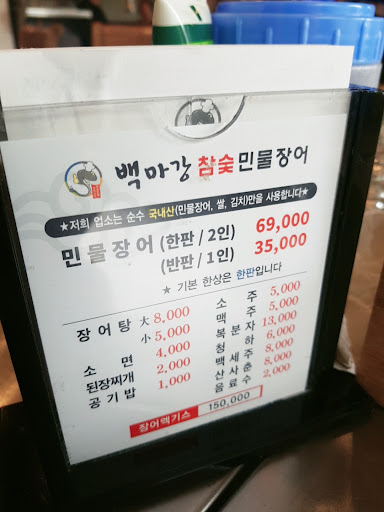 백마강 참숯 민물장어
★저희 업소는 순수 국내산(민물장어, 쌀, 김치)만을 사용합니다★
민물장어 (한판 / 2인) 69,000
(반판 / 1인) 35,000
★ 기본 한상은 한판입니다
장어탕 大 8,000
小 5,000
소면 4,000
된장찌개 2,000
공기밥 1,000
소주 5,000
맥주 5,000
복분자 13,000
청하 6,000
백세주 8,000
산사춘 8,000
음료수 2,000
장어엑기스 150,000